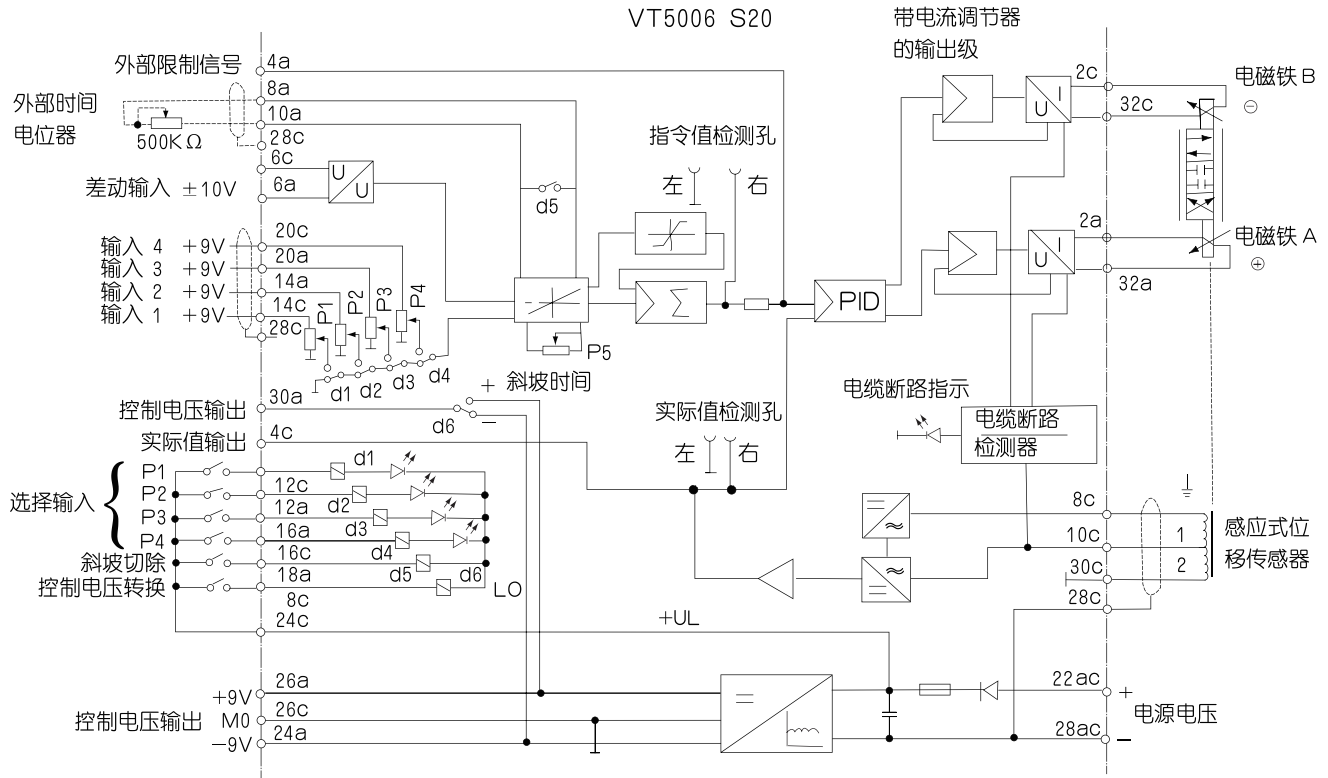 VT5006 S20
带电流调节器
的输出级
外部限制信号
4a
8a
外部时间
电位器
500KΩ
10a
28c
6c
差动输入 ±10V
6a
U
U
d5
指令值检测孔
左
右
输入 4 +9V
20c
输入 3 +9V
20a
输入 2 +9V
14a
输入 1 +9V
14c
28c
P1
P2
P3
P4
d1
d2
d3
d4
P5
Σ
PID
U
I
U
I
2c
32c
电磁铁 B
⊖
2a
32a
电磁铁 A
⊕
+ 斜坡时间
控制电压输出
30a
d6
−
实际值输出
4c
实际值检测孔
左
右
电缆断路指示
电缆断路
检测器
选择输入
P1
d1
P2
12c
d2
P3
12a
d3
P4
16a
d4
斜坡切除
16c
d5
d6
控制电压转换
18a
LO
8c
24c
+UL
8c
10c
30c
28c
1
2
感应式位
移传感器
+9V
26a
控制电压输出 M0
26c
−9V
24a
22ac
+
电源电压
28ac
−